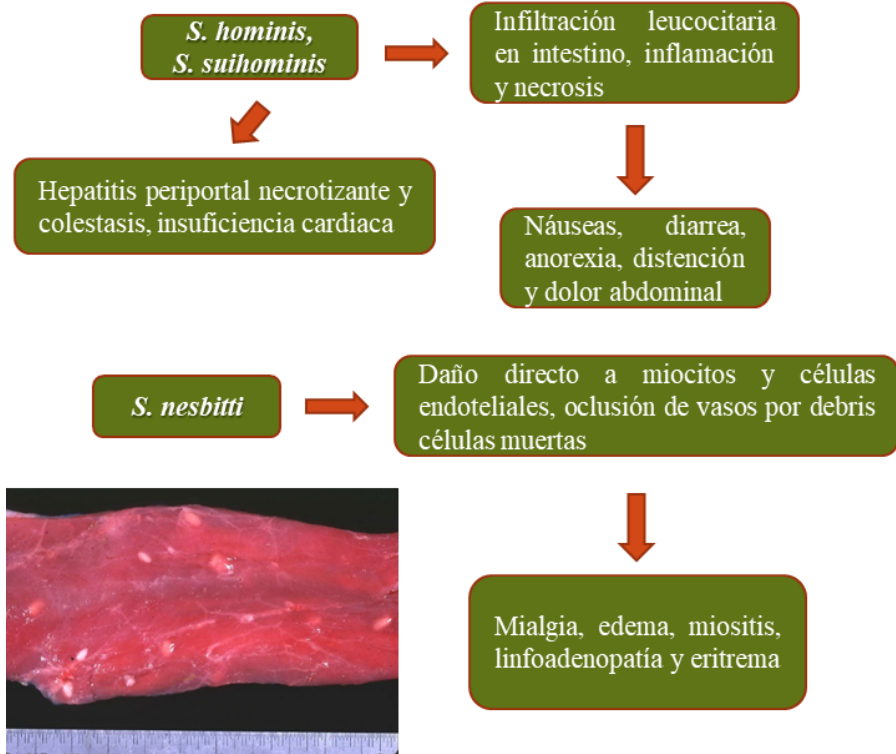 S. hominis,
S. suihominis
Infiltración leucocitaria
en intestino, inflamación
y necrosis
Hepatitis periportal necrotizante y
colestasis, insuficiencia cardiaca
Náuseas, diarrea,
anorexia, distención
y dolor abdominal
S. nesbitti
Daño directo a miocitos y células
endoteliales, oclusión de vasos por debris
células muertas
Mialgia, edema, miositis,
linfoadenopatía y eritrema